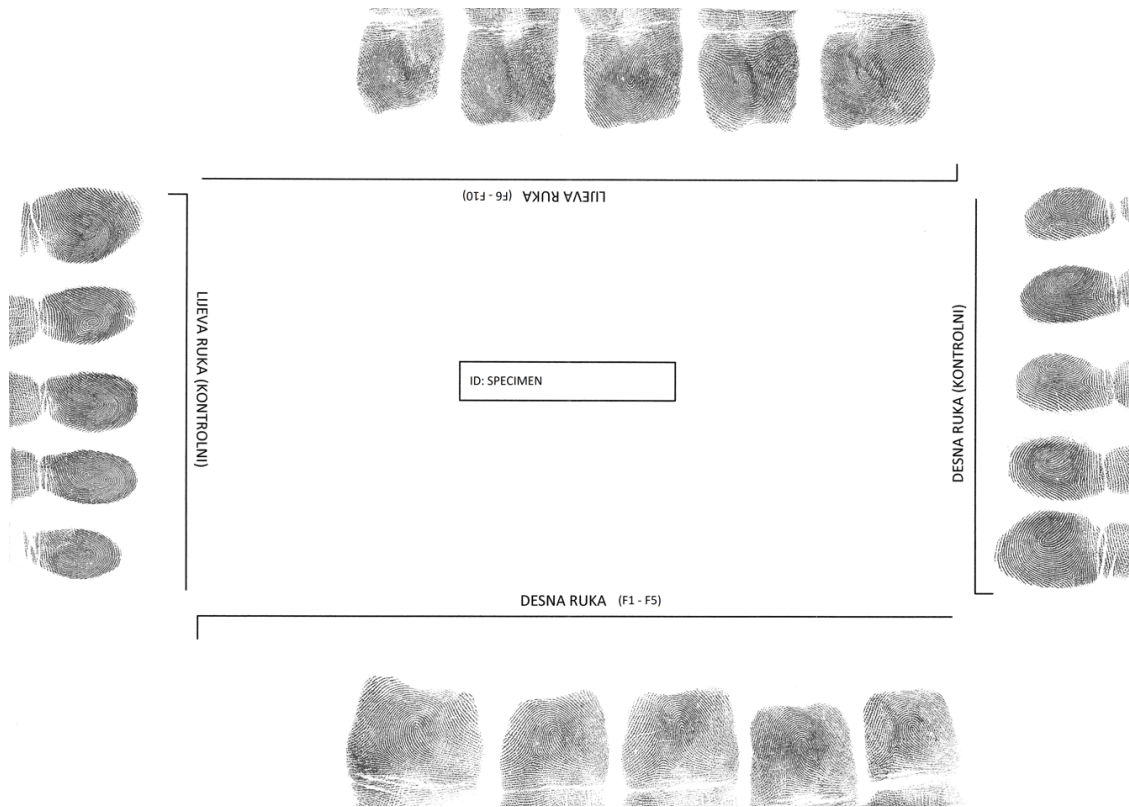 LIJEVA RUKA (F6 - F10)
LIJEVA RUKA (KONTROLNI)
ID: SPECIMEN
DESNA RUKA (KONTROLNI)
DESNA RUKA (F1 - F5)